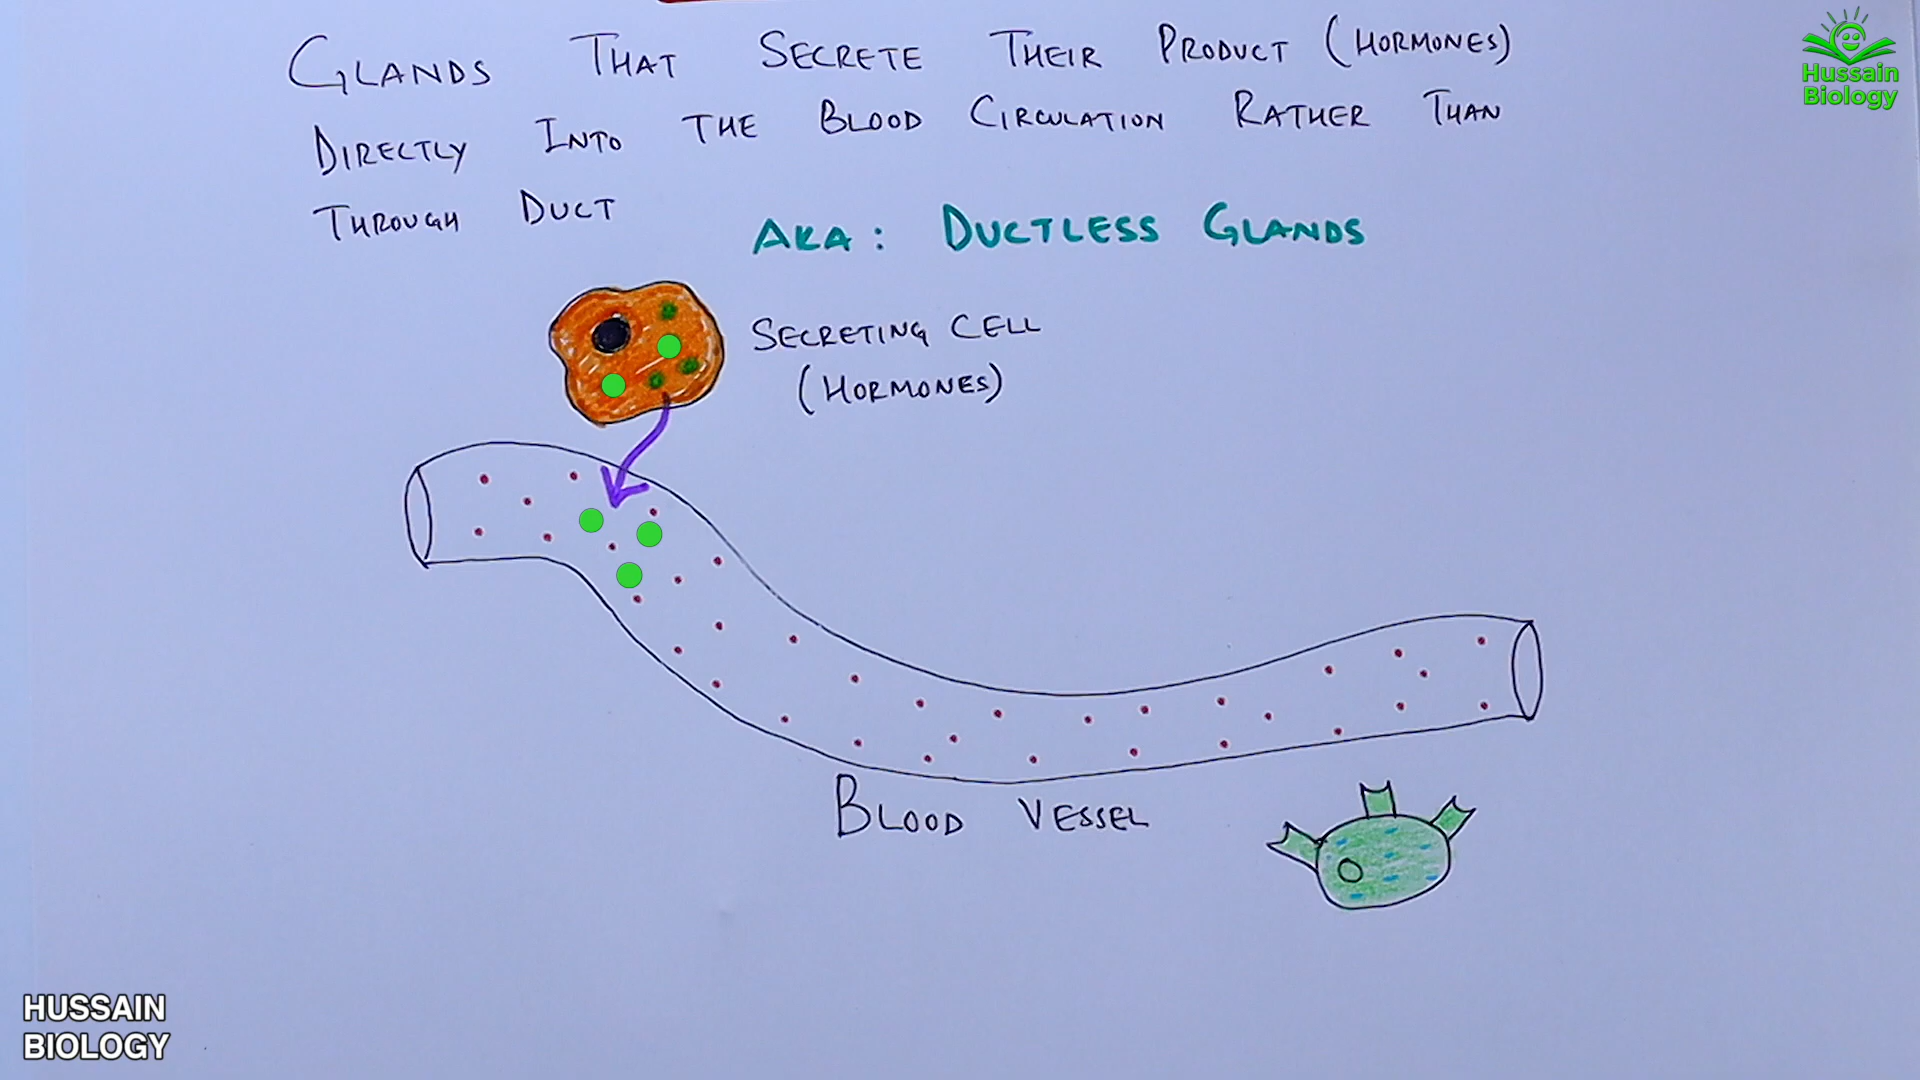 GLANDS THAT SECRETE THEIR PRODUCT (HORMONES)
DIRECTLY INTO THE BLOOD CIRCULATION RATHER THAN
THROUGH DUCT
AKA: DUCTLESS GLANDS
SECRETING CELL
(HORMONES)
BLOOD VESSEL
Hussain
Biology
HUSSAIN
BIOLOGY